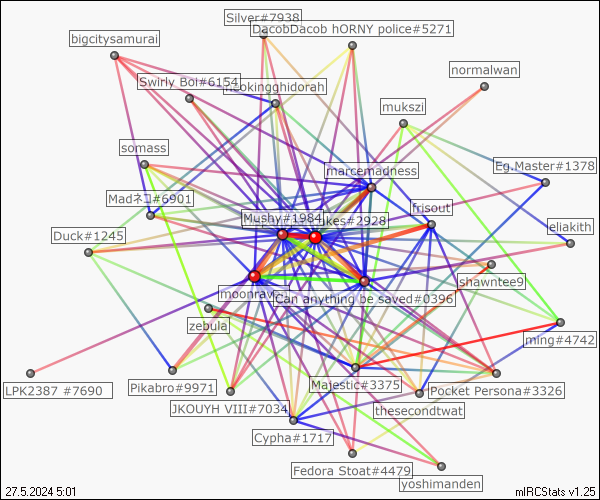 Silver#7938
DacobDacob hORNY police#5271
bigcitysamurai
normalwan
Swirly Boi#6154
neokingghidorah
mukszi
somass
Eg.Master#1378
marcemadness
Madネコ#6901
frisout
Mushy#1984
kes#2928
eliakith
Duck#1245
shawntee9
moonrav
Can anything be saved#0396
zebula
ming#4742
LPK2387 #7690
Pikabro#9971
Majestic#3375
Pocket Persona#3326
JKOUYH VIII#7034
thesecondtwat
Cypha#1717
Fedora Stoat#4479
yoshimanden
27.5.2024 5:01
mIRCStats v1.25